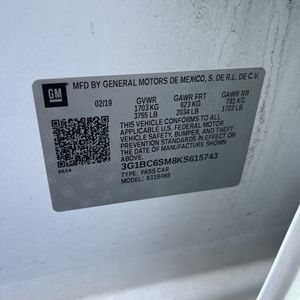 GM
MFD BY GENERAL MOTORS DE MEXICO, S. DE R.L. DE C.V.
02/19 GVWR GAWR FRT GAWR RR
1703 KG 923 KG 781 KG
3755 LB 2034 LB 1722 LB
THIS VEHICLE CONFORMS TO ALL
APPLICABLE U.S. FEDERAL MOTOR
VEHICLE SAFETY, BUMPER, AND
THEFT PREVENTION STANDARDS
IN EFFECT ON THE DATE OF
MANUFACTURE SHOWN ABOVE.
3G1BC6SM8KS615743
TYPE: PASS CAR
MODEL:
6624